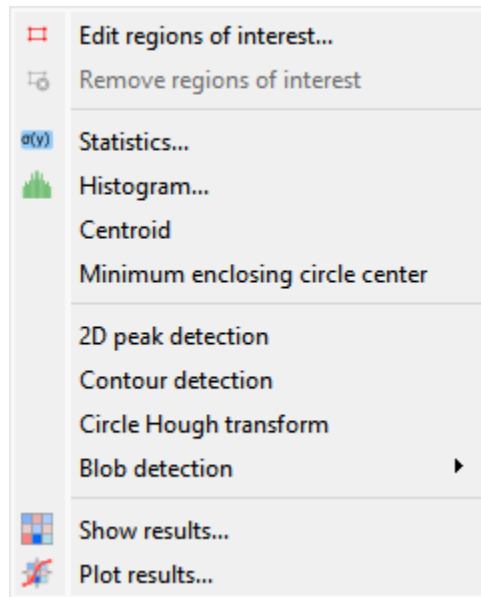 Edit regions of interest...
Remove regions of interest
σ(y) Statistics...
Histogram...
Centroid
Minimum enclosing circle center
2D peak detection
Contour detection
Circle Hough transform
Blob detection
Show results...
Plot results...